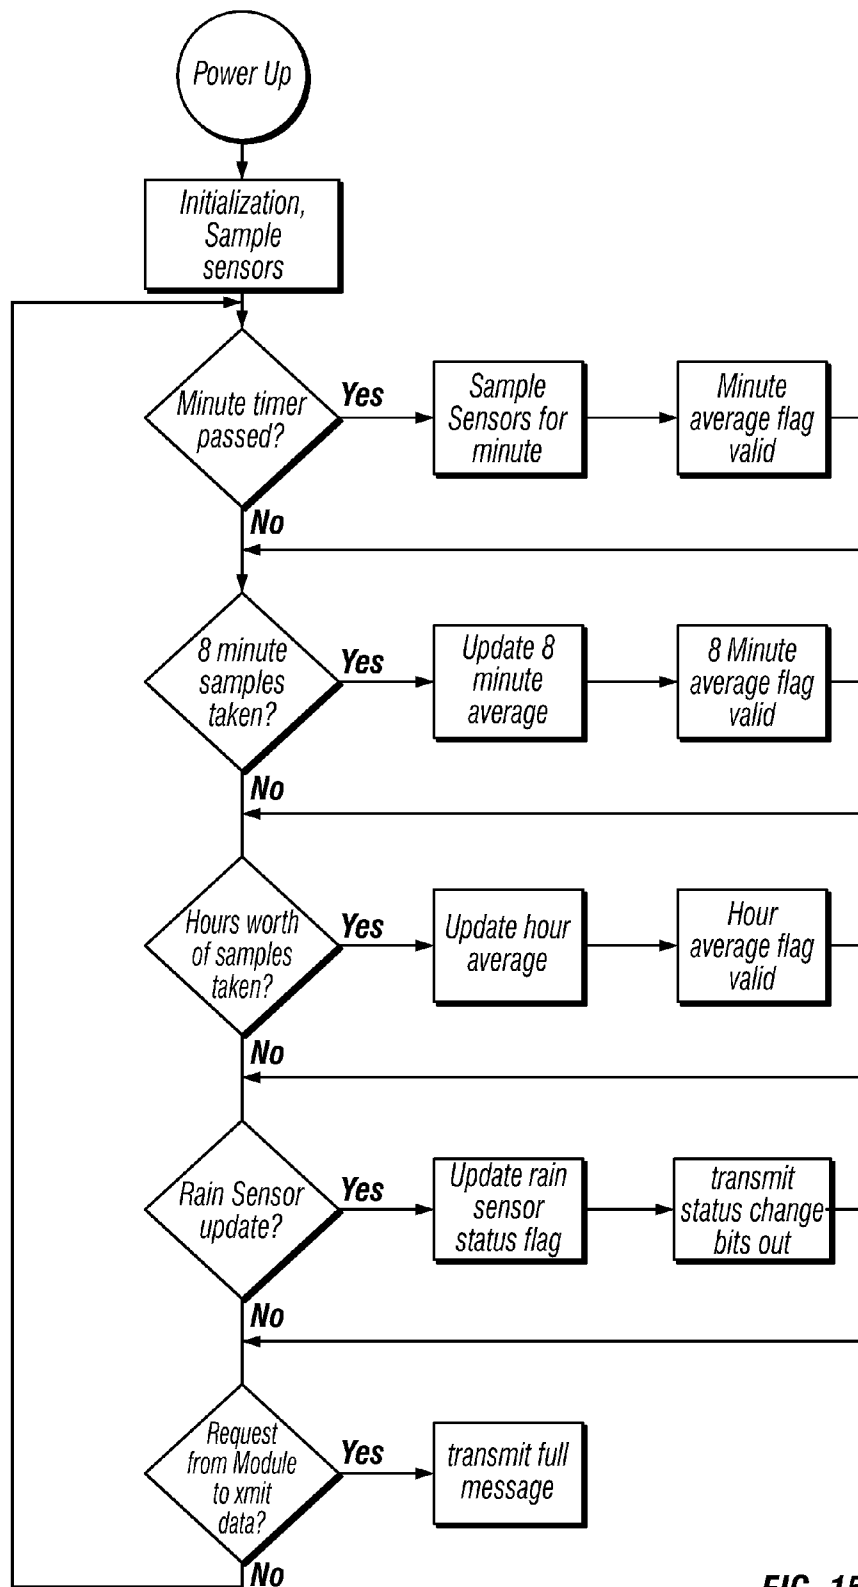 Power Up
Initialization,
Sample
sensors
Minute timer
passed?
Yes
Sample
Sensors for
minute
Minute
average flag
valid
No
8 minute
samples
taken?
Yes
Update 8
minute
average
8 Minute
average flag
valid
No
Hours worth
of samples
taken?
Yes
Update hour
average
Hour
average flag
valid
No
Rain Sensor
update?
Yes
Update rain
sensor
status flag
transmit
status change
bits out
No
Request
from Module
to xmit
data?
Yes
transmit full
message
No
FIG. 15